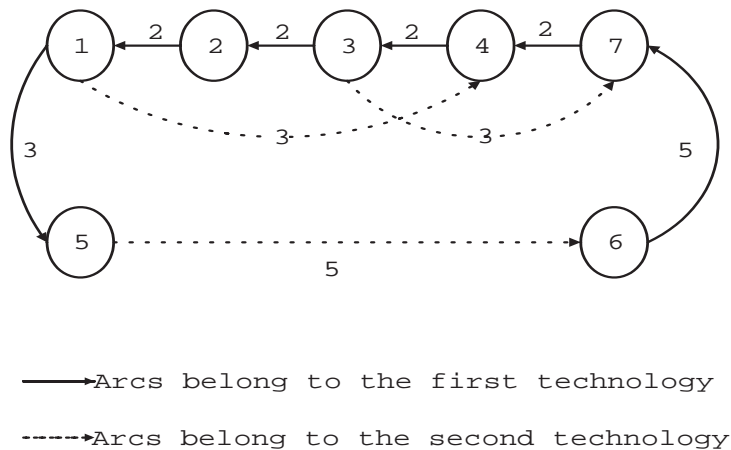 2 2 2 2
1 2 3 4 7
3 3 3 5
5 6
5
Arcs belong to the first technology
Arcs belong to the second technology